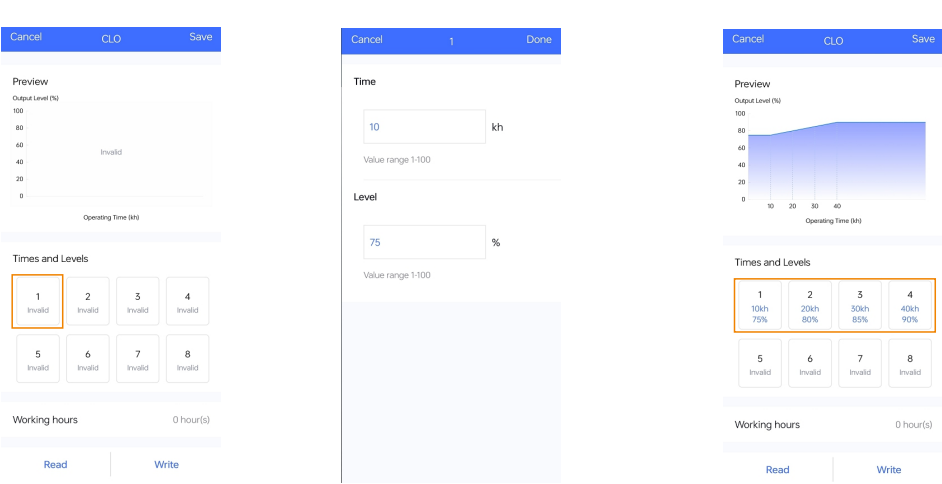 Cancel CLO Save
Preview
Output Level (%)
100
80
60
Invalid
40
20
0
Operating Time (kh)
Times and Levels
1 2 3 4
Invalid Invalid Invalid Invalid
5 6 7 8
Invalid Invalid Invalid Invalid
Working hours 0 hour(s)
Read Write
Cancel 1 Done
Time
10 kh
Value range 1-100
Level
75 %
Value range 1-100
Cancel CLO Save
Preview
Output Level (%)
100
80
60
40
20
0
10 20 30 40
Operating Time (kh)
Times and Levels
1 2 3 4
10kh 20kh 30kh 40kh
75% 80% 85% 90%
5 6 7 8
Invalid Invalid Invalid Invalid
Working hours 0 hour(s)
Read Write